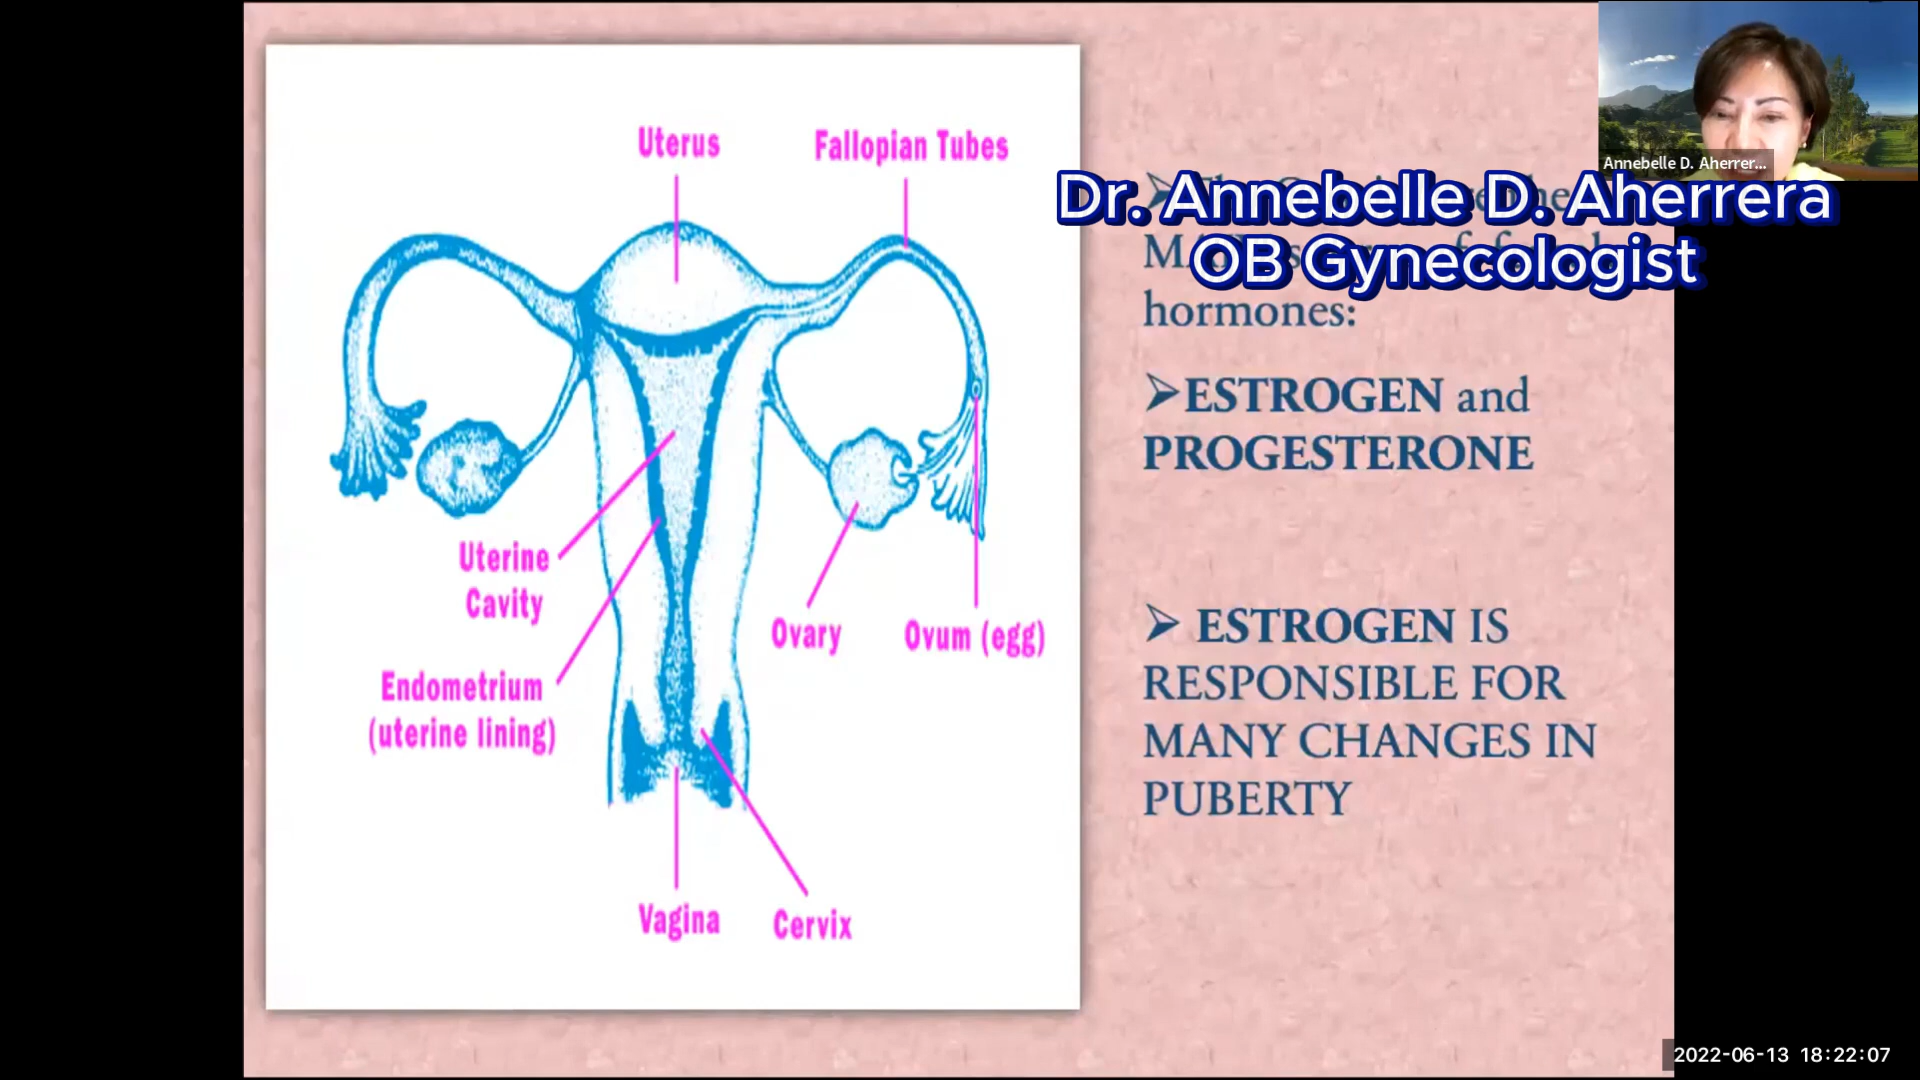 Uterus
Fallopian Tubes
Uterine
Cavity
Endometrium
(uterine lining)
Ovary
Ovum (egg)
Vagina
Cervix
Annebelle D. Aherrer...
Dr. Annebelle D. Aherrera
OB Gynecologist
hormones:
➢ESTROGEN and
PROGESTERONE
➢ ESTROGEN IS
RESPONSIBLE FOR
MANY CHANGES IN
PUBERTY
2022-06-13 18:22:07